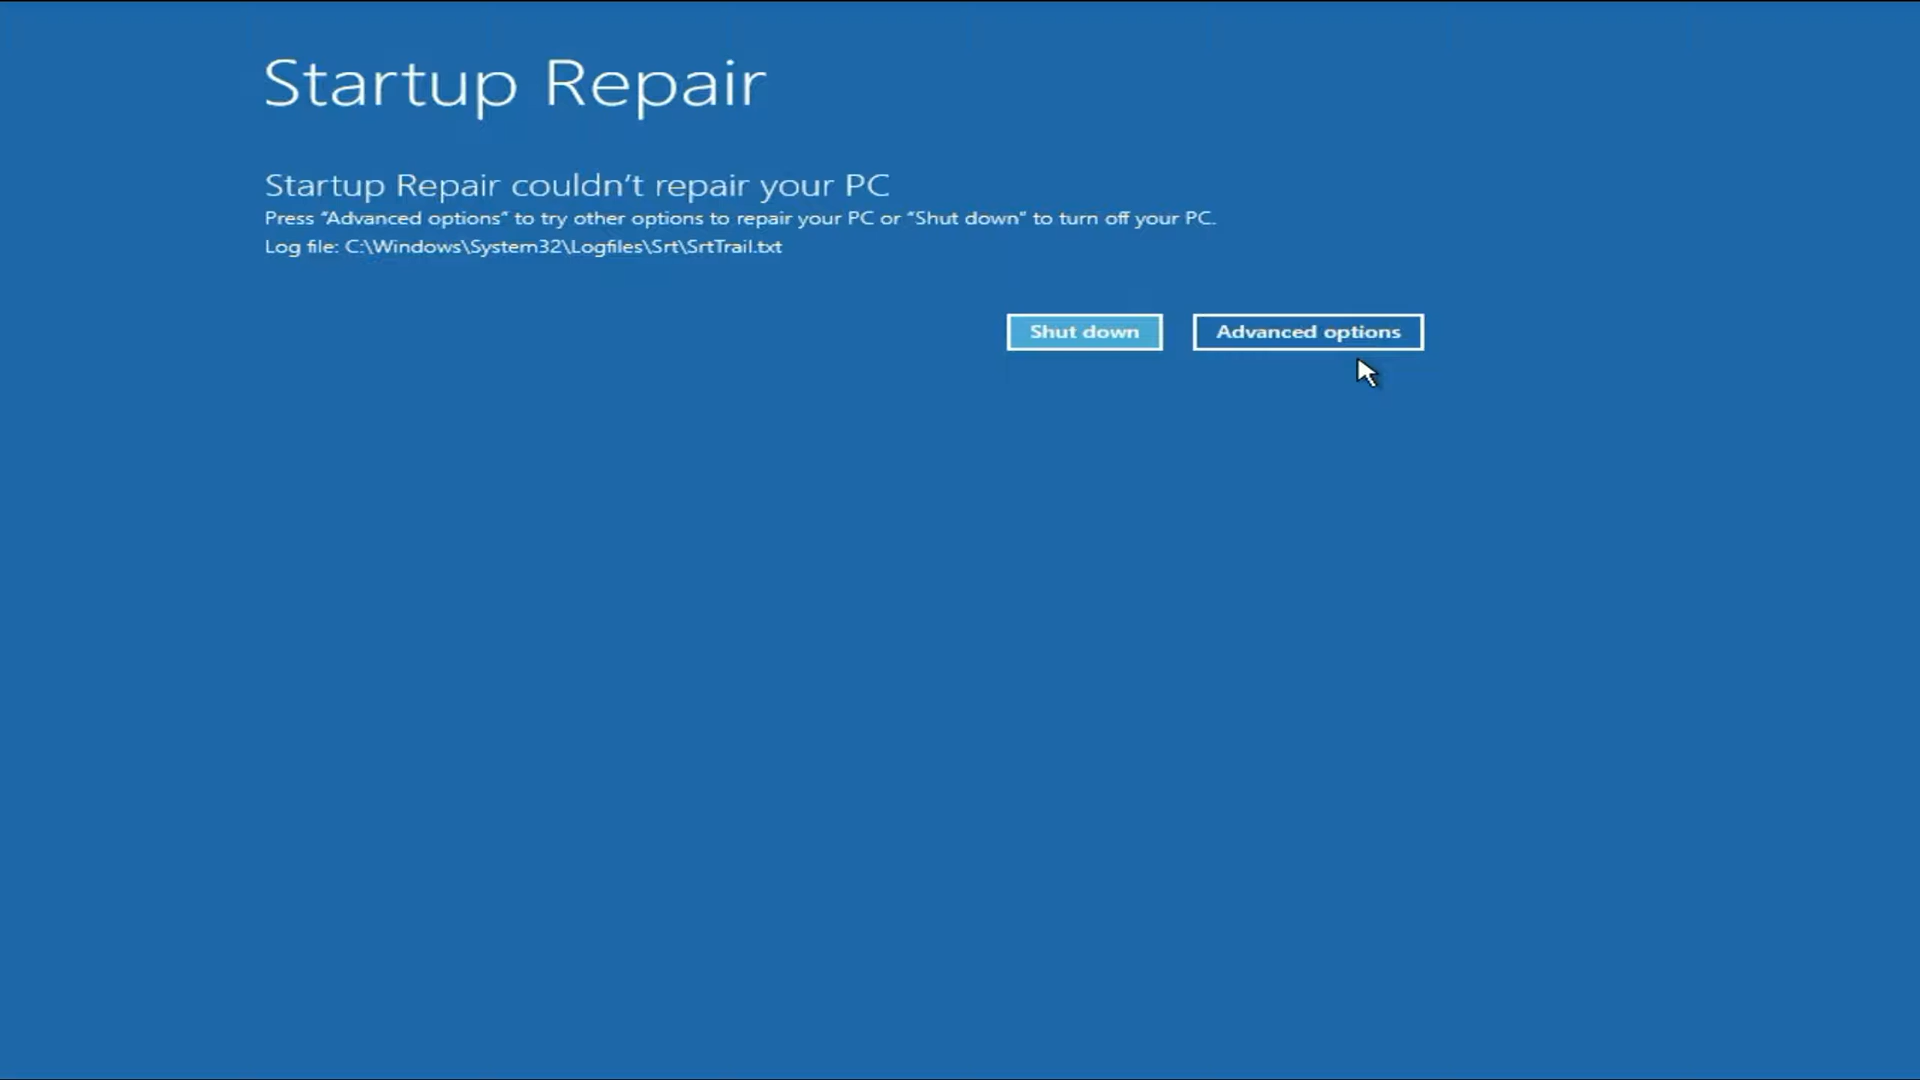 Startup Repair
Startup Repair couldn't repair your PC
Press “Advanced options” to try other options to repair your PC or “Shut down” to turn off your PC.
Log file: C:\Windows\System32\Logfiles\Srt\SrtTrail.txt
Shut down
Advanced options